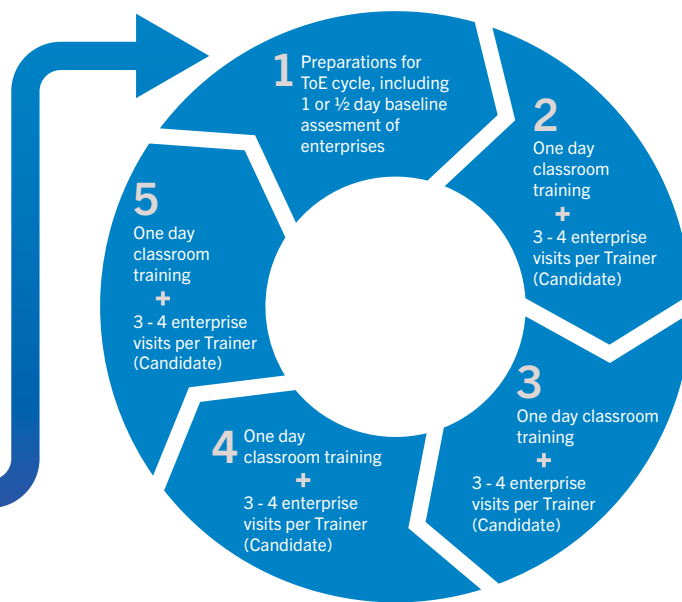 1
Preparations for
ToE cycle, including
1 or ½ day baseline
assesment of
enterprises
2
One day
classroom
training
+
3 - 4 enterprise
visits per Trainer
(Candidate)
3
One day classroom
training
+
3 - 4 enterprise
visits per Trainer
(Candidate)
4
One day
classroom training
+
3 - 4 enterprise
visits per Trainer
(Candidate)
5
One day
classroom
training
+
3 - 4 enterprise
visits per Trainer
(Candidate)